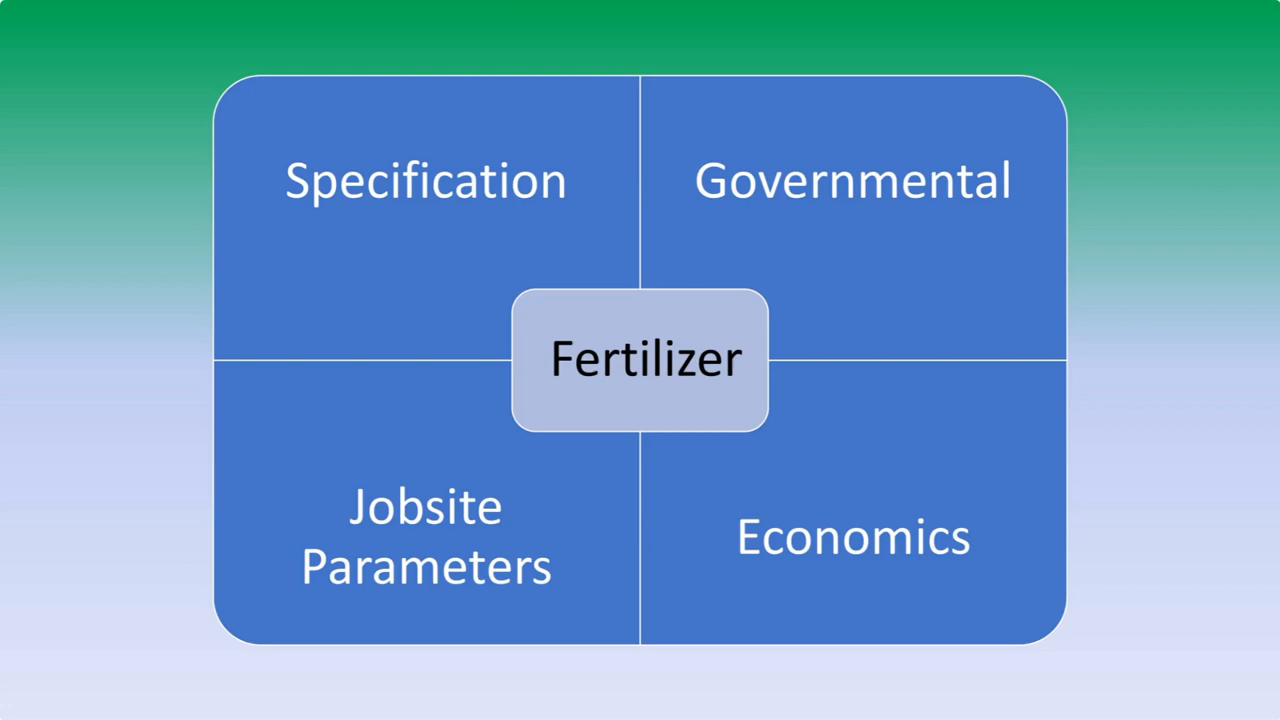 Specification
Governmental
Fertilizer
Jobsite
Parameters
Economics